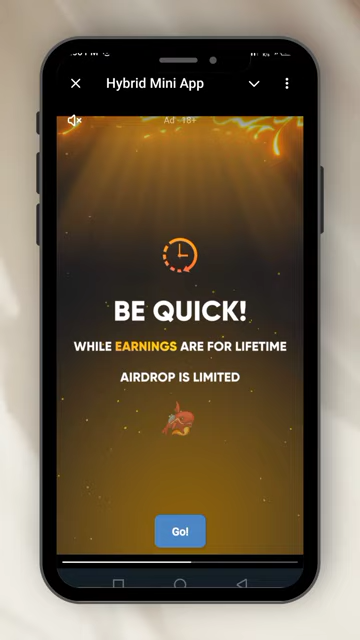 Hybrid Mini App
Ad · 18+
BE QUICK!
WHILE EARNINGS ARE FOR LIFETIME
AIRDROP IS LIMITED
Go!